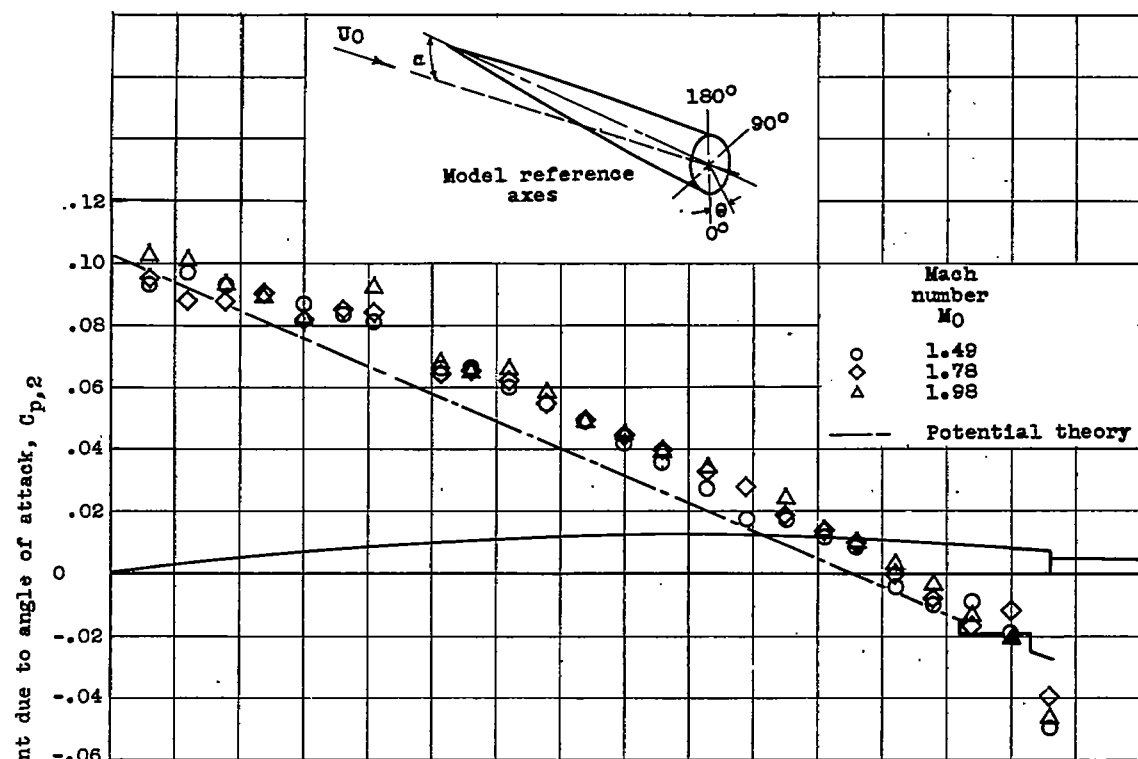 U0
α
180°
90°
Model reference
axes
θ
0°
.12
.10
.08
.06
.04
.02
0
-.02
-.04
-.06
nt due to angle of attack, Cp,2
Mach
number
M0
1.49
1.78
1.98
Potential theory